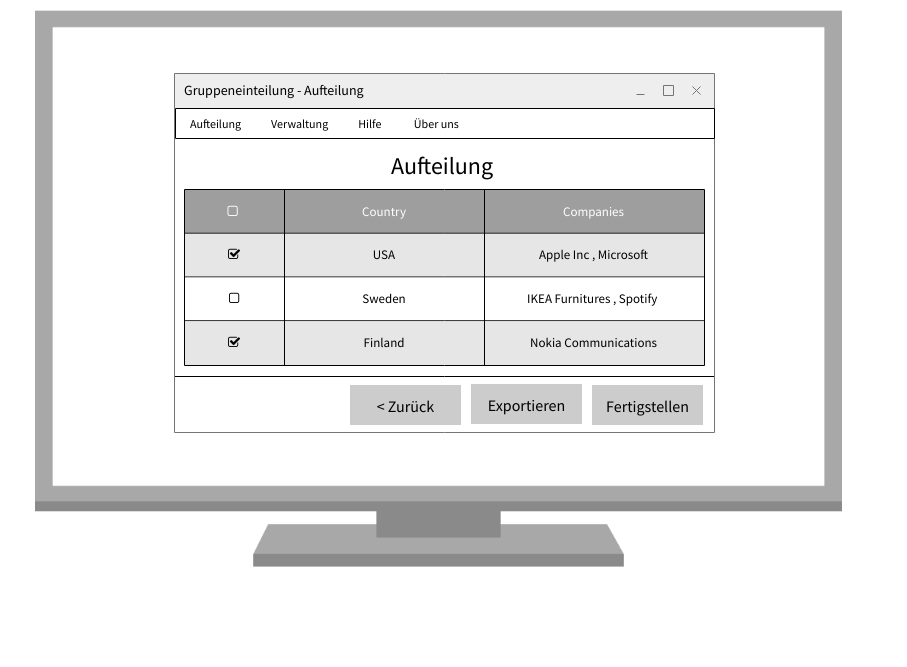 Gruppeneinteilung - Aufteilung
Aufteilung Verwaltung Hilfe Über uns
Aufteilung
Country Companies
USA Apple Inc , Microsoft
Sweden IKEA Furnitures , Spotify
Finland Nokia Communications
< Zurück Exportieren Fertigstellen